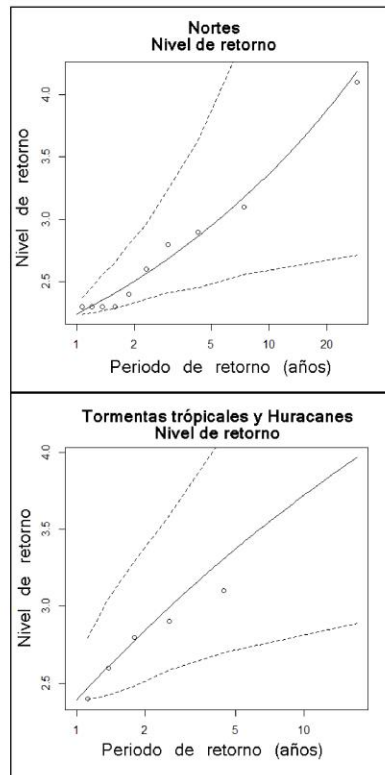 Nortes
Nivel de retorno
Nivel de retorno
4.0
3.5
3.0
2.5
1 2 5 10 20
Periodo de retorno (años)
Tormentas trópicales y Huracanes
Nivel de retorno
Nivel de retorno
4.0
3.5
3.0
2.5
1 2 5 10
Periodo de retorno (años)